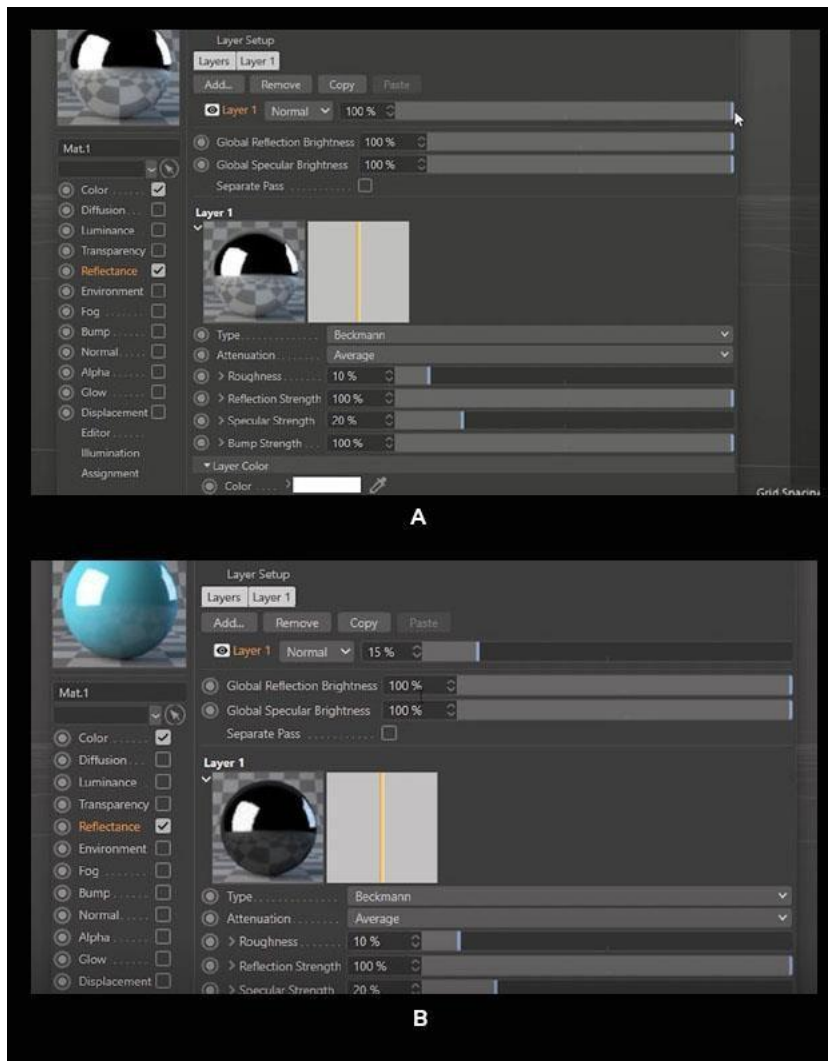 Layer Setup
Layers Layer 1
Add... Remove Copy Paste
Layer 1 Normal 100 %
Mat.1
Global Reflection Brightness 100 %
Global Specular Brightness 100 %
Separate Pass
Color
Diffusion
Luminance
Transparency
Reflectance
Environment
Fog
Bump
Normal
Alpha
Glow
Displacement
Editor
Illumination
Assignment
Layer 1
Type Beckmann
Attenuation Average
> Roughness 10 %
> Reflection Strength 100 %
> Specular Strength 20 %
> Bump Strength 100 %
Layer Color
Color
Grid Spacing
A
Layer Setup
Layers Layer 1
Add... Remove Copy Paste
Layer 1 Normal 15 %
Mat.1
Global Reflection Brightness 100 %
Global Specular Brightness 100 %
Separate Pass
Color
Diffusion
Luminance
Transparency
Reflectance
Environment
Fog
Bump
Normal
Alpha
Glow
Displacement
Layer 1
Type Beckmann
Attenuation Average
> Roughness 10 %
> Reflection Strength 100 %
> Specular Strength 20 %
B